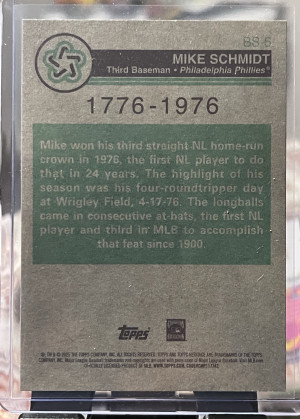 BS-6
MIKE SCHMIDT
Third Baseman • Philadelphia Phillies
1776-1976
Mike won his third straight NL home-run
crown in 1976, the first NL player to do
that in 24 years. The highlight of his
season was his four-roundtripper day
at Wrigley Field, 4-17-76. The longballs
came in consecutive at-bats, the first NL
player and third in MLB to accomplish
that feat since 1900.
Topps